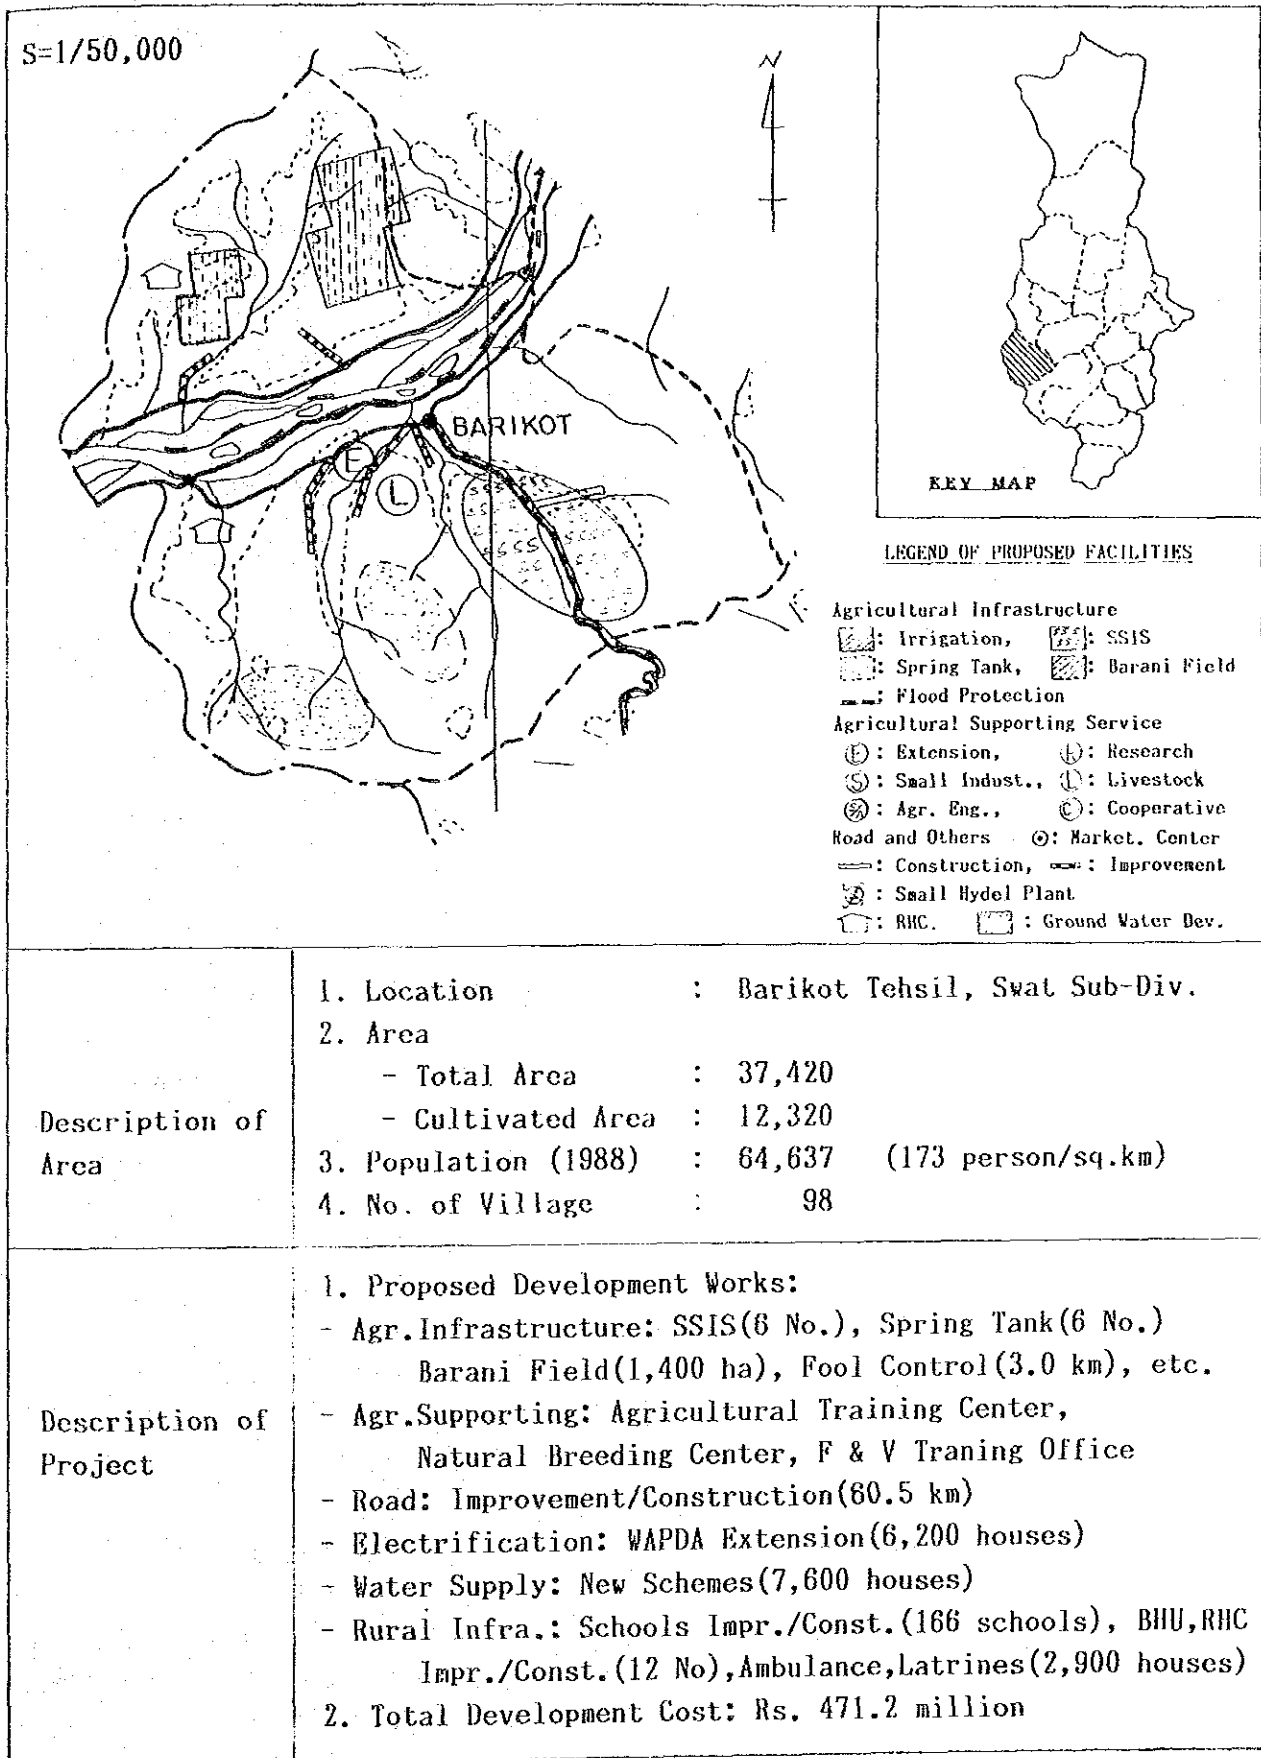 S=1/50,000
N
BARIKOT
E
L
KEY MAP
LEGEND OF PROPOSED FACILITIES
Agricultural Infrastructure
: Irrigation, : SSIS
: Spring Tank, : Barani Field
: Flood Protection
Agricultural Supporting Service
E : Extension, : Research
S : Small Indust., L : Livestock
: Agr. Eng., C : Cooperative
Road and Others : Market. Center
: Construction, : Improvement
: Small Hydel Plant
: RHC. : Ground Water Dev.
Description of
Area
1. Location : Barikot Tehsil, Swat Sub-Div.
2. Area
- Total Area : 37,420
- Cultivated Area : 12,320
3. Population (1988) : 64,637 (173 person/sq.km)
4. No. of Village : 98
Description of
Project
1. Proposed Development Works:
- Agr.Infrastructure: SSIS(6 No.), Spring Tank(6 No.)
Barani Field(1,400 ha), Fool Control(3.0 km), etc.
- Agr.Supporting: Agricultural Training Center,
Natural Breeding Center, F & V Traning Office
- Road: Improvement/Construction(60.5 km)
- Electrification: WAPDA Extension(6,200 houses)
- Water Supply: New Schemes(7,600 houses)
- Rural Infra.: Schools Impr./Const.(166 schools), BHU,RHC
Impr./Const.(12 No),Ambulance,Latrines(2,900 houses)
2. Total Development Cost: Rs. 471.2 million